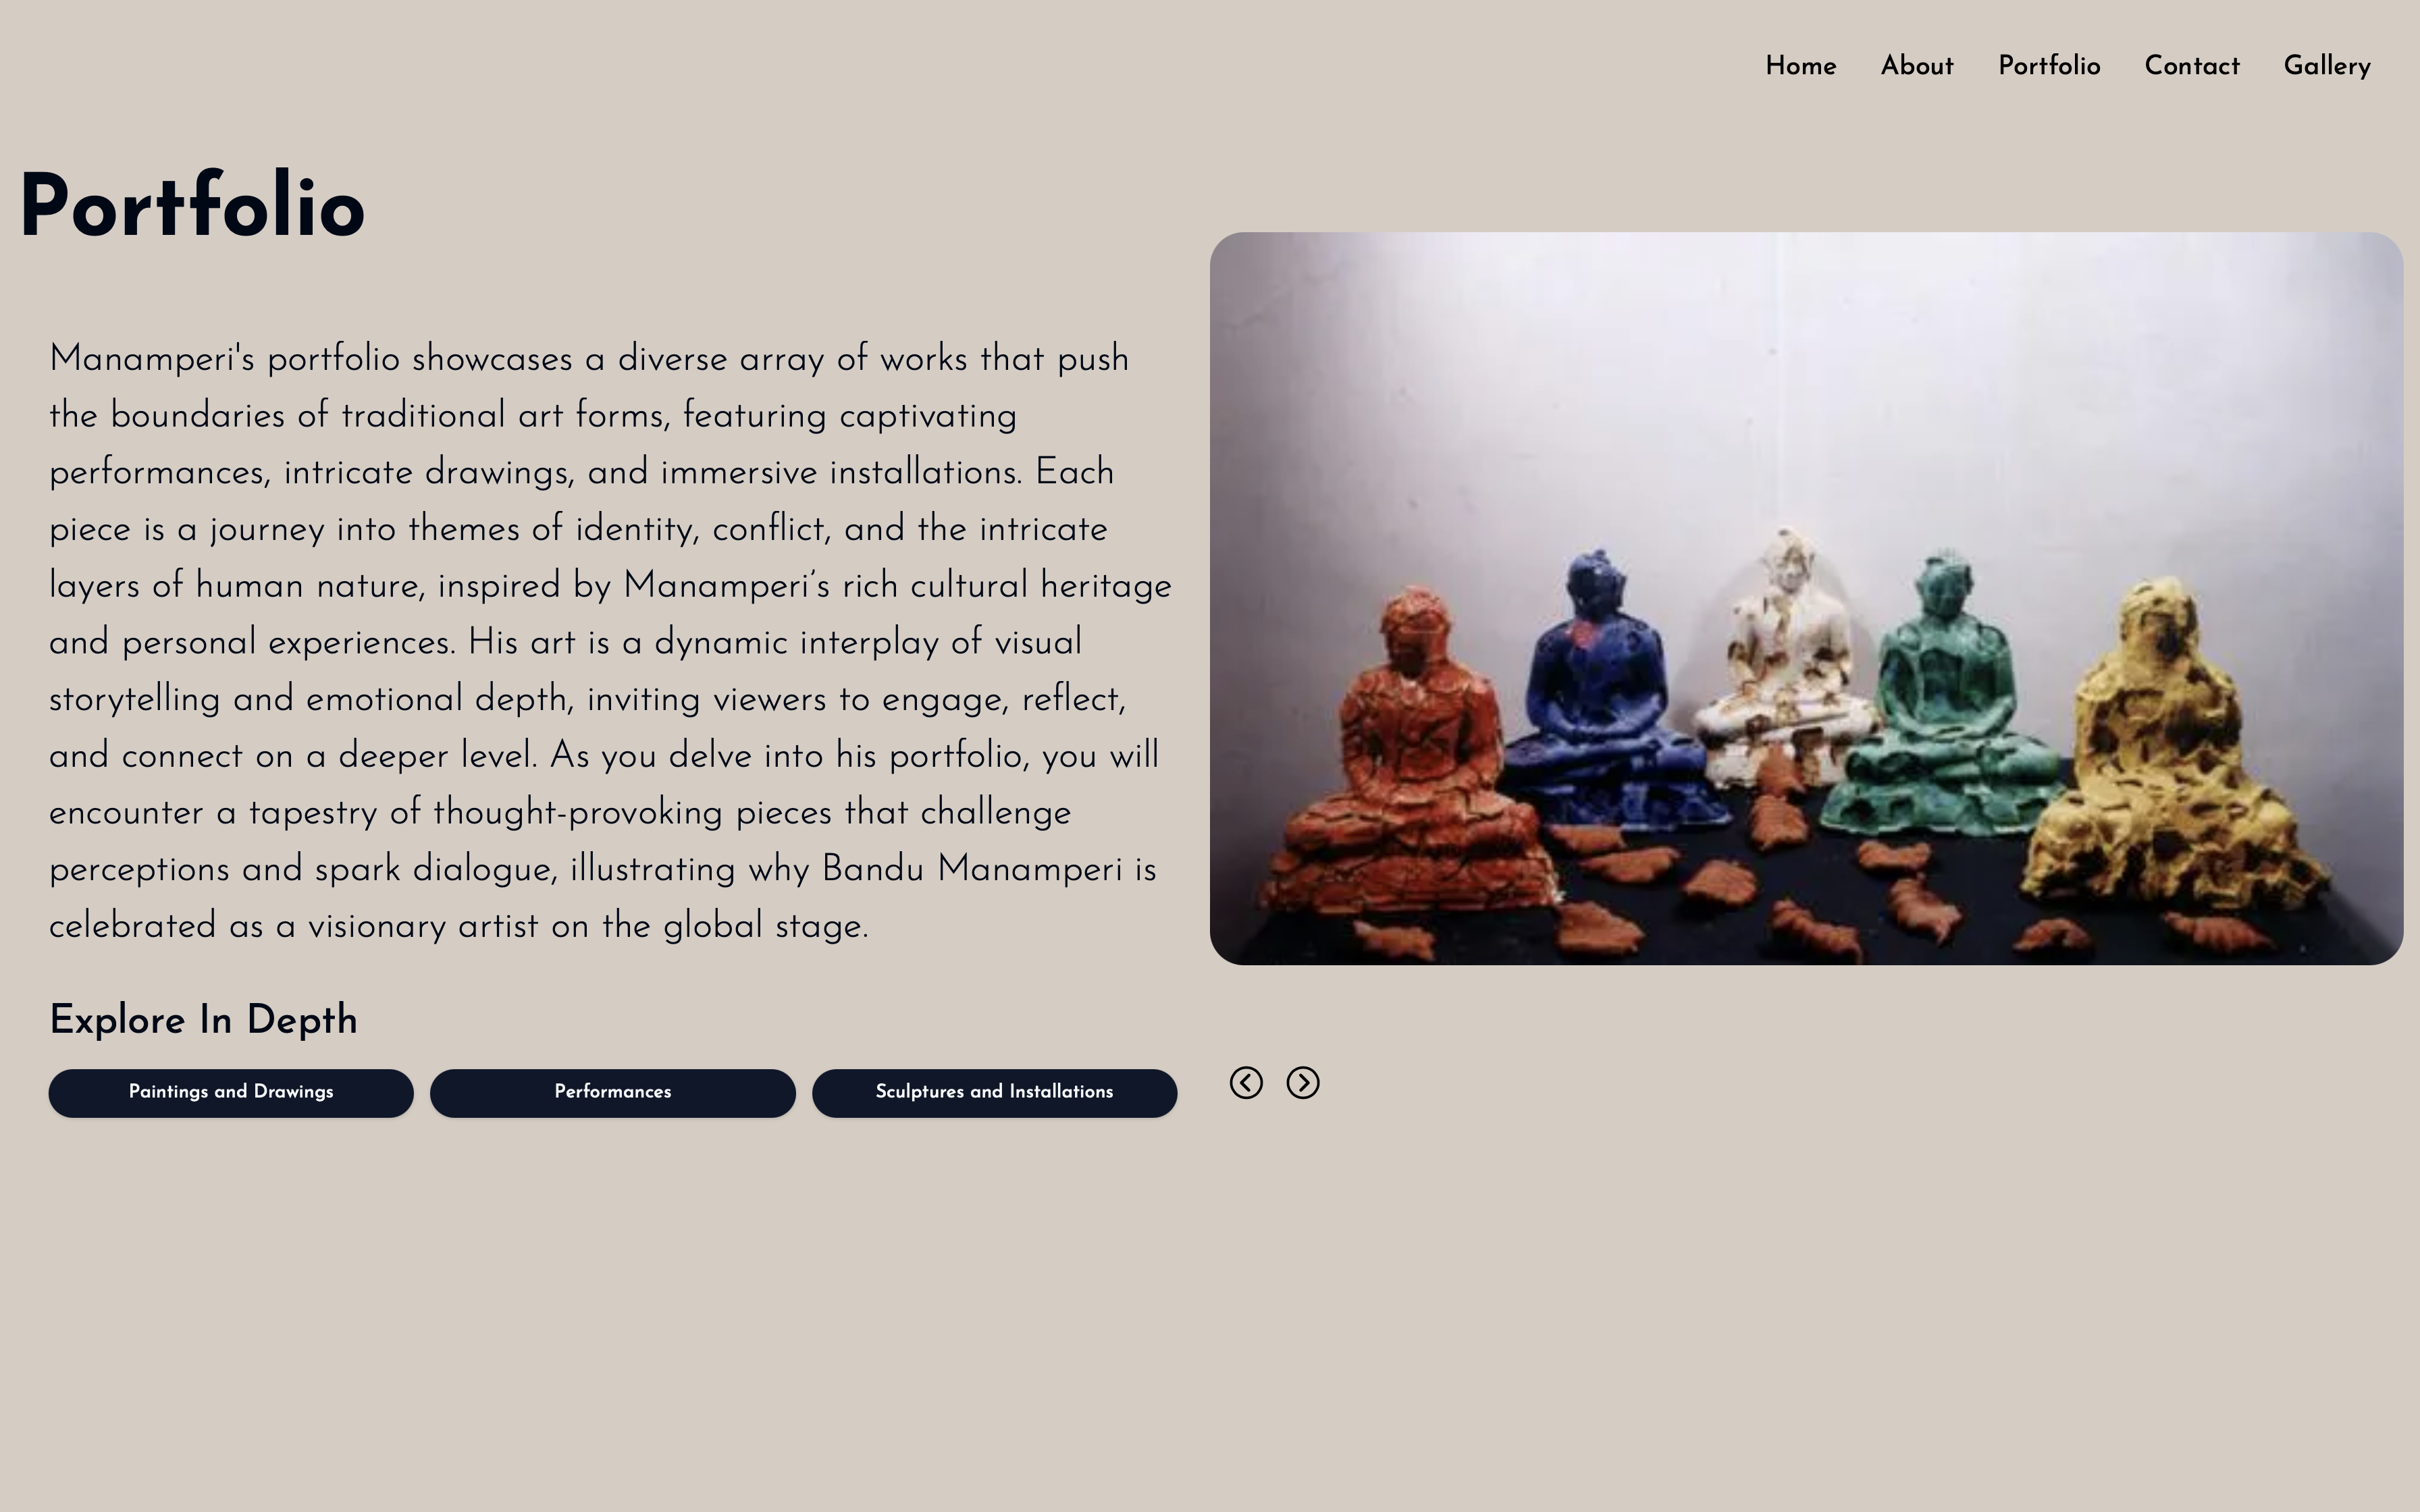 Home About Portfolio Contact Gallery
Portfolio
Manamperi's portfolio showcases a diverse array of works that push
the boundaries of traditional art forms, featuring captivating
performances, intricate drawings, and immersive installations. Each
piece is a journey into themes of identity, conflict, and the intricate
layers of human nature, inspired by Manamperi’s rich cultural heritage
and personal experiences. His art is a dynamic interplay of visual
storytelling and emotional depth, inviting viewers to engage, reflect,
and connect on a deeper level. As you delve into his portfolio, you will
encounter a tapestry of thought-provoking pieces that challenge
perceptions and spark dialogue, illustrating why Bandu Manamperi is
celebrated as a visionary artist on the global stage.
Explore In Depth
Paintings and Drawings Performances Sculptures and Installations